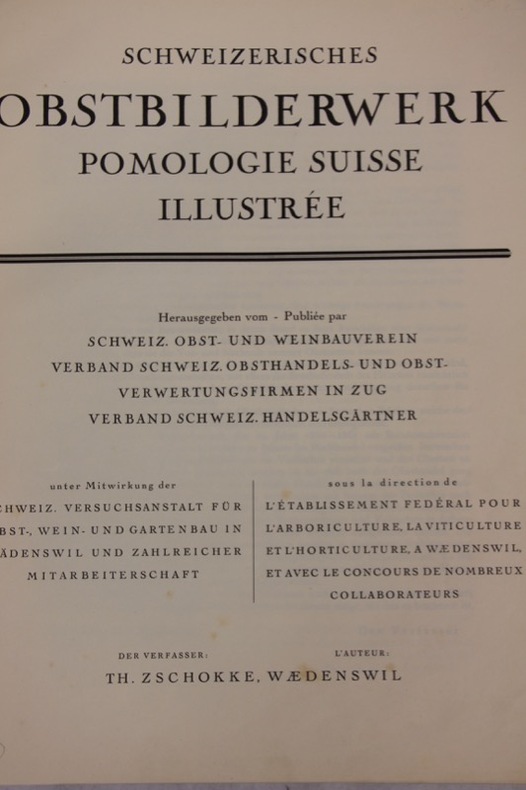 SCHWEIZERISCHES
OBSTBILDERWERK
POMOLOGIE SUISSE
ILLUSTRÉE
Herausgegeben vom - Publiée par
SCHWEIZ. OBST- UND WEINBAUVEREIN
VERBAND SCHWEIZ. OBSTHANDELS- UND OBST-
VERWERTUNGSFIRMEN IN ZUG
VERBAND SCHWEIZ. HANDELSGÄRTNER
unter Mitwirkung der
CHWEIZ. VERSUCHSANSTALT FÜR
BST-, WEIN- UND GARTENBAU IN
ÄDENSWIL UND ZAHLREICHER
MITARBEITERSCHAFT
sous la direction de
L'ÉTABLISSEMENT FEDÉRAL POUR
L'ARBORICULTURE, LA VITICULTURE
ET L'HORTICULTURE, A WÆDENSWIL,
ET AVEC LE CONCOURS DE NOMBREUX
COLLABORATEURS
DER VERFASSER: L'AUTEUR:
TH. ZSCHOKKE, WÆDENSWIL